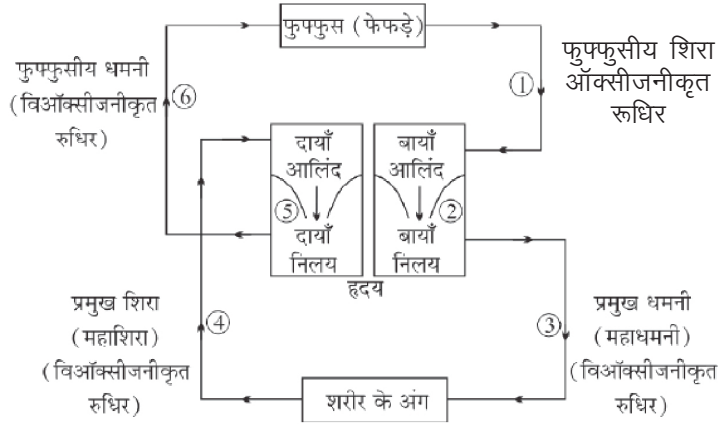 फुफ्फुस (फेफड़े)
फुफ्फुसीय शिरा
ऑक्सीजनीकृत
रूधिर
①
फुफ्फुसीय धमनी
(विऑक्सीजनीकृत
रुधिर)
⑥
दायाँ
आलिंद
⑤
दायाँ
निलय
बायाँ
आलिंद
②
बायाँ
निलय
हृदय
प्रमुख शिरा
(महाशिरा)
(विऑक्सीजनीकृत
रुधिर)
④
③
प्रमुख धमनी
(महाधमनी)
(विऑक्सीजनीकृत
रुधिर)
शरीर के अंग